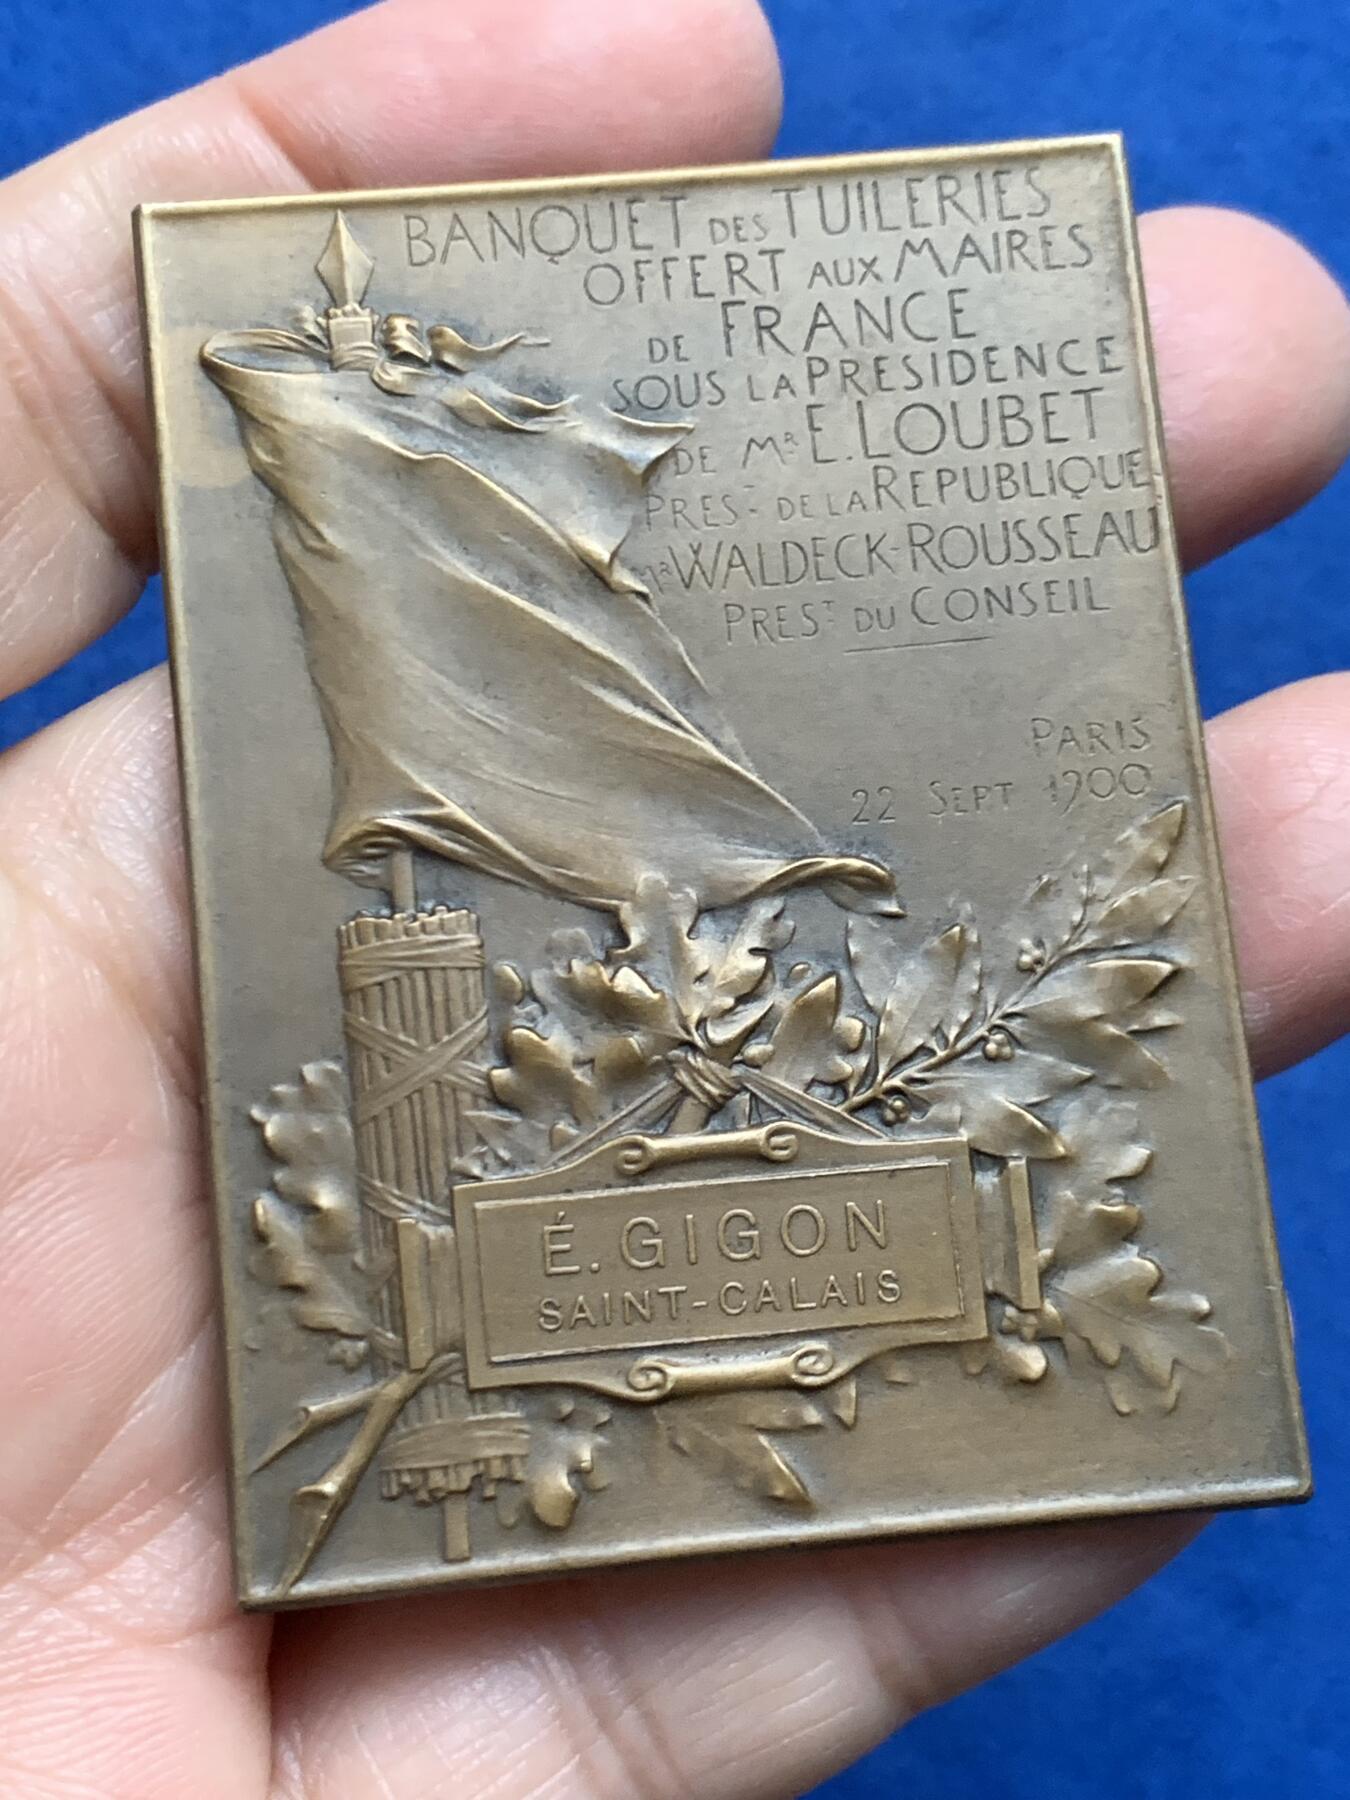 BANQUET DES TUILERIES
OFFERT AUX MAIRES
DE FRANCE
SOUS LA PRESIDENCE
DE MR E. LOUBET
PREST DE LA REPUBLIQUE
MR WALDECK-ROUSSEAU
PREST DU CONSEIL
PARIS
22 SEPT 1900
É. GIGON
SAINT-CALAIS